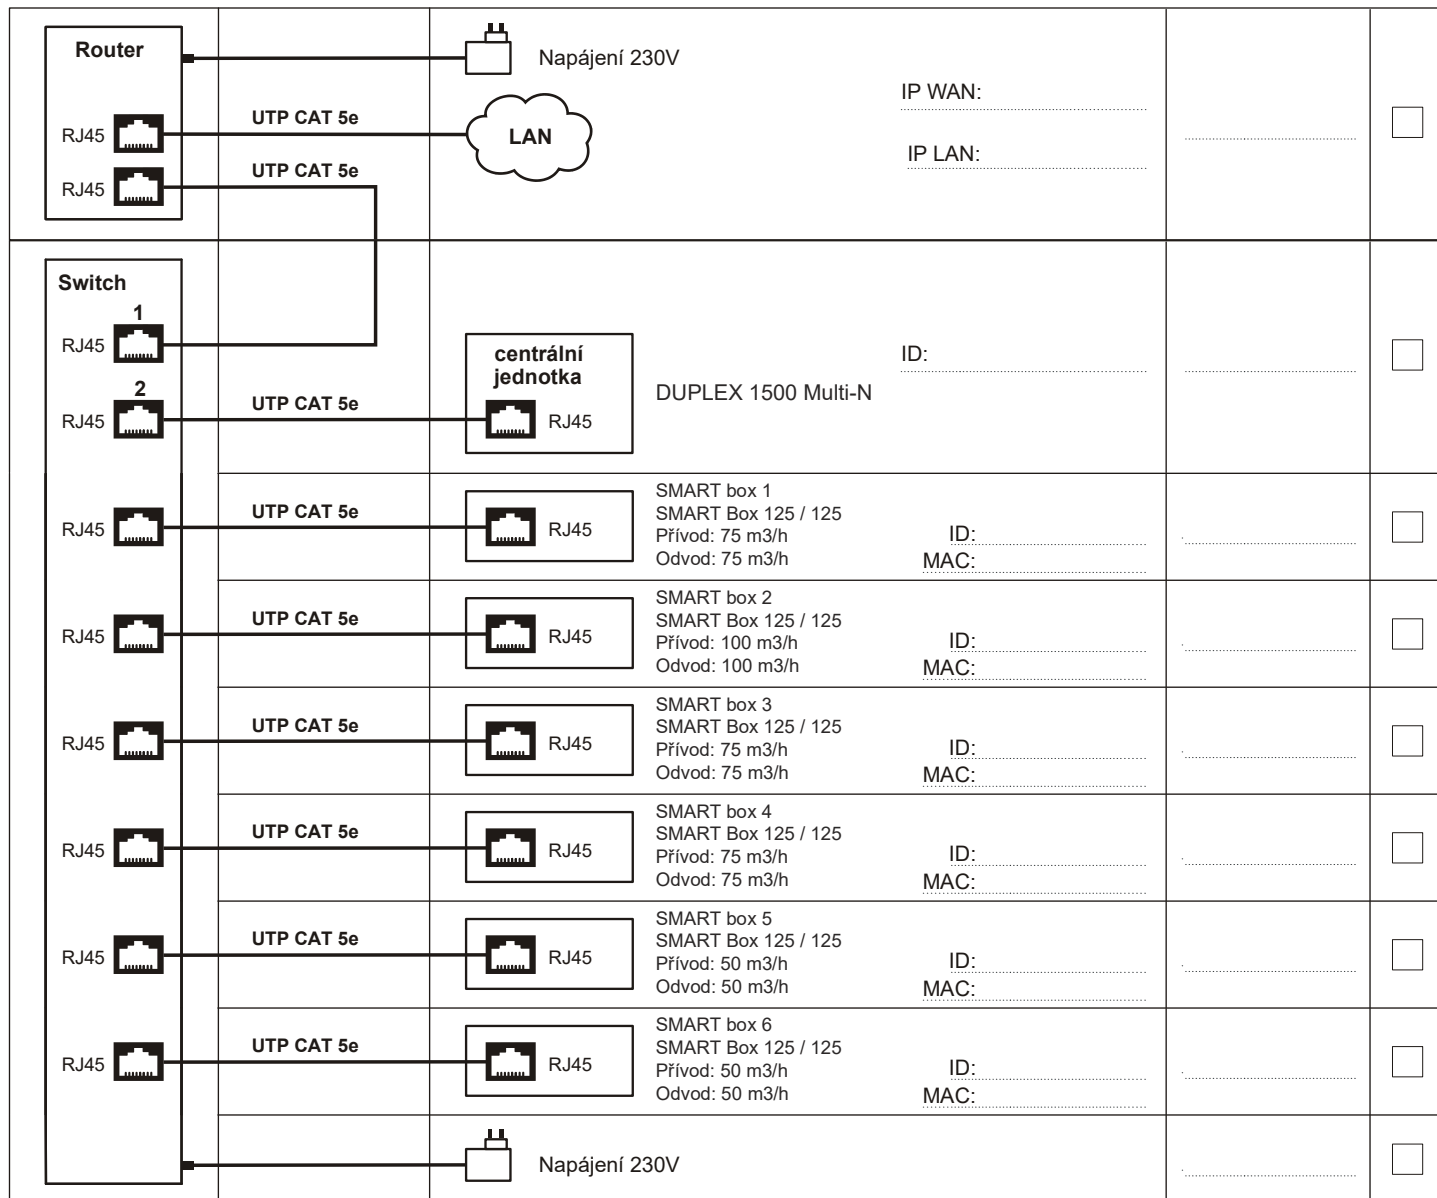 Router
Napájení 230V
IP WAN:
RJ45
UTP CAT 5e
LAN
IP LAN:
RJ45
UTP CAT 5e
Switch
1
RJ45
centrální
jednotka
ID:
2
RJ45
UTP CAT 5e
RJ45
DUPLEX 1500 Multi-N
RJ45
UTP CAT 5e
RJ45
SMART box 1
SMART Box 125 / 125
Přívod: 75 m3/h
Odvod: 75 m3/h
ID:
MAC:
RJ45
UTP CAT 5e
RJ45
SMART box 2
SMART Box 125 / 125
Přívod: 100 m3/h
Odvod: 100 m3/h
ID:
MAC:
RJ45
UTP CAT 5e
RJ45
SMART box 3
SMART Box 125 / 125
Přívod: 75 m3/h
Odvod: 75 m3/h
ID:
MAC:
RJ45
UTP CAT 5e
RJ45
SMART box 4
SMART Box 125 / 125
Přívod: 75 m3/h
Odvod: 75 m3/h
ID:
MAC:
RJ45
UTP CAT 5e
RJ45
SMART box 5
SMART Box 125 / 125
Přívod: 50 m3/h
Odvod: 50 m3/h
ID:
MAC:
RJ45
UTP CAT 5e
RJ45
SMART box 6
SMART Box 125 / 125
Přívod: 50 m3/h
Odvod: 50 m3/h
ID:
MAC:
Napájení 230V